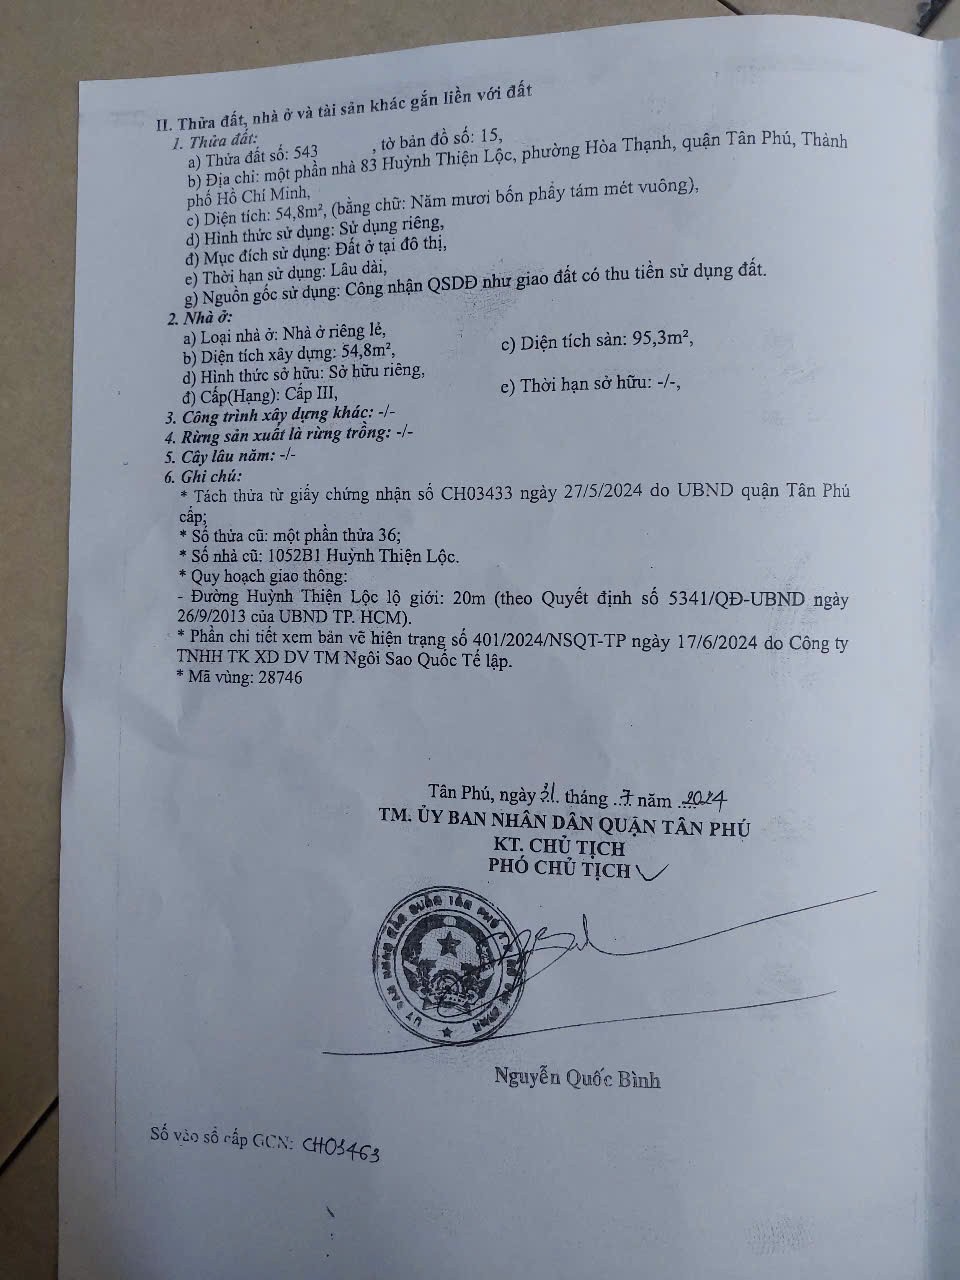 II. Thửa đất, nhà ở và tài sản khác gắn liền với đất
1. Thửa đất:
a) Thửa đất số: 543 , tờ bản đồ số: 15,
b) Địa chỉ: một phần nhà 83 Huỳnh Thiện Lộc, phường Hòa Thạnh, quận Tân Phú, Thành
phố Hồ Chí Minh,
c) Diện tích: 54,8m², (bằng chữ: Năm mươi bốn phẩy tám mét vuông),
d) Hình thức sử dụng: Sử dụng riêng,
đ) Mục đích sử dụng: Đất ở tại đô thị,
e) Thời hạn sử dụng: Lâu dài,
g) Nguồn gốc sử dụng: Công nhận QSDĐ như giao đất có thu tiền sử dụng đất.
2. Nhà ở:
a) Loại nhà ở: Nhà ở riêng lẻ,
b) Diện tích xây dựng: 54,8m², c) Diện tích sàn: 95,3m²,
d) Hình thức sở hữu: Sở hữu riêng,
đ) Cấp(Hạng): Cấp III, e) Thời hạn sở hữu: -/-,
3. Công trình xây dựng khác: -/-
4. Rừng sản xuất là rừng trồng: -/-
5. Cây lâu năm: -/-
6. Ghi chú:
* Tách thửa từ giấy chứng nhận số CH03433 ngày 27/5/2024 do UBND quận Tân Phú
cấp;
* Số thửa cũ: một phần thửa 36;
* Số nhà cũ: 1052B1 Huỳnh Thiện Lộc.
* Quy hoạch giao thông:
- Đường Huỳnh Thiện Lộc lộ giới: 20m (theo Quyết định số 5341/QĐ-UBND ngày
26/9/2013 của UBND TP. HCM).
* Phần chi tiết xem bản vẽ hiện trạng số 401/2024/NSQT-TP ngày 17/6/2024 do Công ty
TNHH TK XD DV TM Ngôi Sao Quốc Tế lập.
* Mã vùng: 28746
Tân Phú, ngày 31 tháng 7 năm 2024
TM. ỦY BAN NHÂN DÂN QUẬN TÂN PHÚ
KT. CHỦ TỊCH
PHÓ CHỦ TỊCH
Nguyễn Quốc Bình
Số vào sổ cấp GCN: CH03463